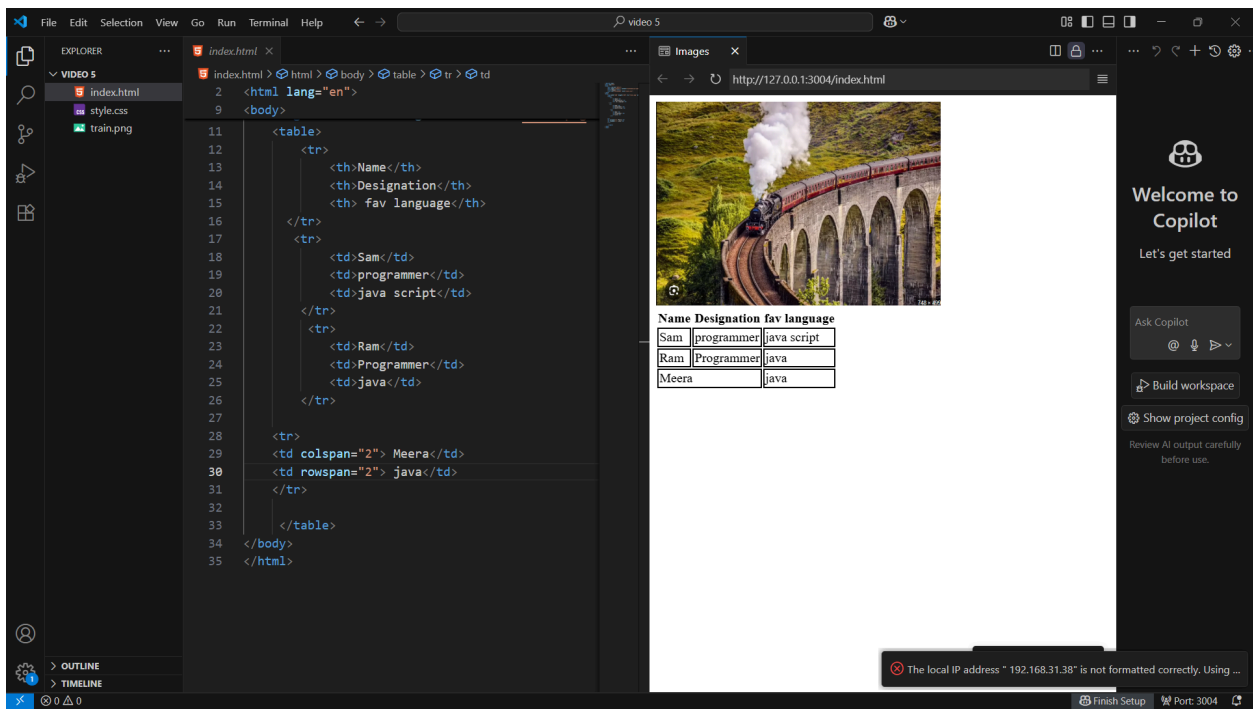 File Edit Selection View Go Run Terminal Help
video 5
EXPLORER
VIDEO 5
index.html
style.css
train.png
OUTLINE
TIMELINE
index.html
index.html > html > body > table > tr > td
2 <html lang="en">
9 <body>
11 <table>
12 <tr>
13 <th>Name</th>
14 <th>Designation</th>
15 <th> fav language</th>
16 </tr>
17 <tr>
18 <td>Sam</td>
19 <td>programmer</td>
20 <td>java script</td>
21 </tr>
22 <tr>
23 <td>Ram</td>
24 <td>Programmer</td>
25 <td>java</td>
26 </tr>
27
28 <tr>
29 <td colspan="2"> Meera</td>
30 <td rowspan="2"> java</td>
31 </tr>
32
33 </table>
34 </body>
35 </html>
Images
http://127.0.0.1:3004/index.html
Name Designation fav language
Sam programmer java script
Ram Programmer java
Meera java
Welcome to
Copilot
Let's get started
Ask Copilot
@
Build workspace
Show project config
Review AI output carefully
before use.
The local IP address " 192.168.31.38" is not formatted correctly. Using ...
1
0 0
Finish Setup Port: 3004